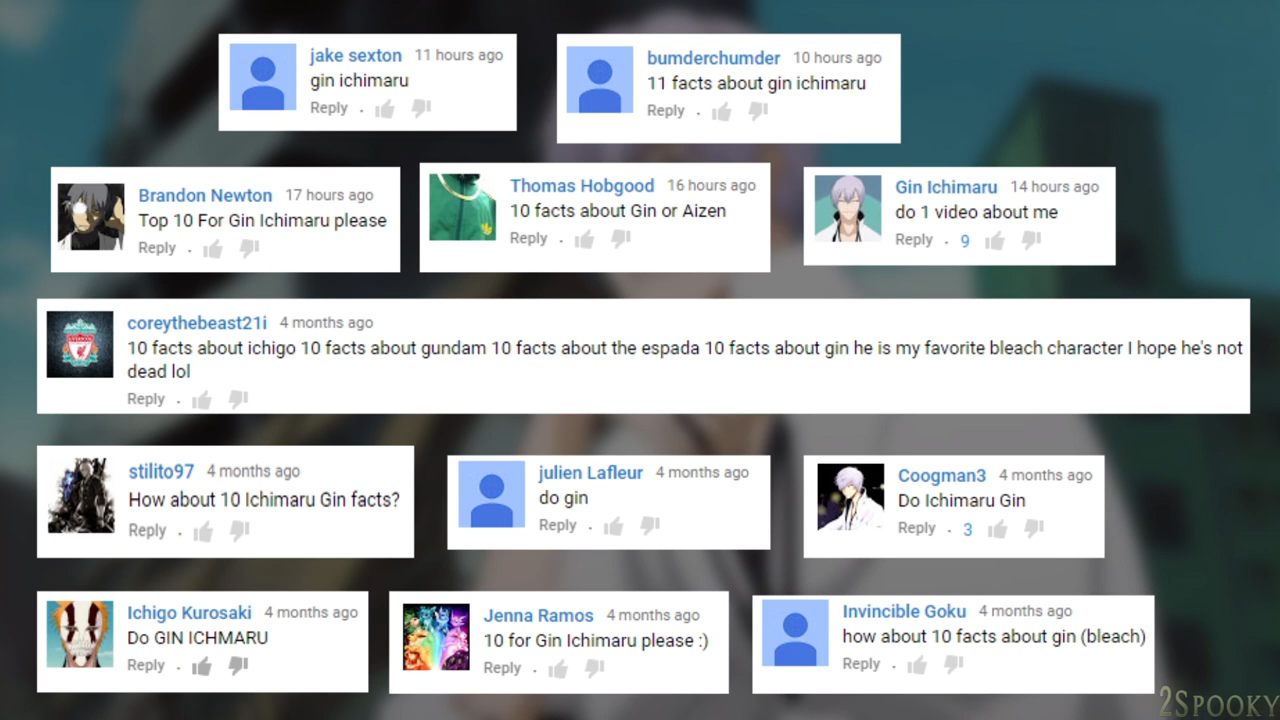 jake sexton 11 hours ago
gin ichimaru
Reply
bumderchumder 10 hours ago
11 facts about gin ichimaru
Reply
Brandon Newton 17 hours ago
Top 10 For Gin Ichimaru please
Reply
Thomas Hobgood 16 hours ago
10 facts about Gin or Aizen
Reply
Gin Ichimaru 14 hours ago
do 1 video about me
Reply · 9
coreythebeast21i 4 months ago
10 facts about ichigo 10 facts about gundam 10 facts about the espada 10 facts about gin he is my favorite bleach character I hope he's not
dead lol
Reply
stilito97 4 months ago
How about 10 Ichimaru Gin facts?
Reply
julien Lafleur 4 months ago
do gin
Reply
Coogman3 4 months ago
Do Ichimaru Gin
Reply · 3
Ichigo Kurosaki 4 months ago
Do GIN ICHMARU
Reply
Jenna Ramos 4 months ago
10 for Gin Ichimaru please :)
Reply
Invincible Goku 4 months ago
how about 10 facts about gin (bleach)
Reply
2Spooky